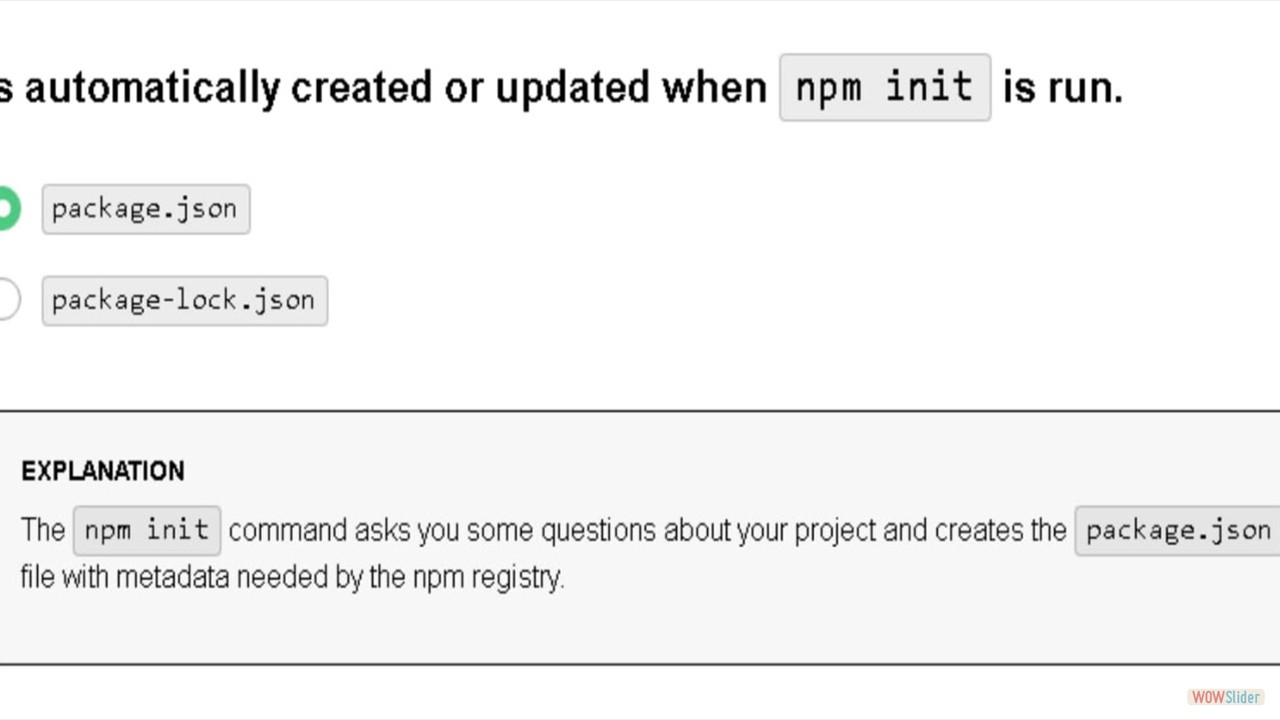 s automatically created or updated when npm init is run.
package.json
package-lock.json
EXPLANATION
The npm init command asks you some questions about your project and creates the package.json
file with metadata needed by the npm registry.
WOWSlider